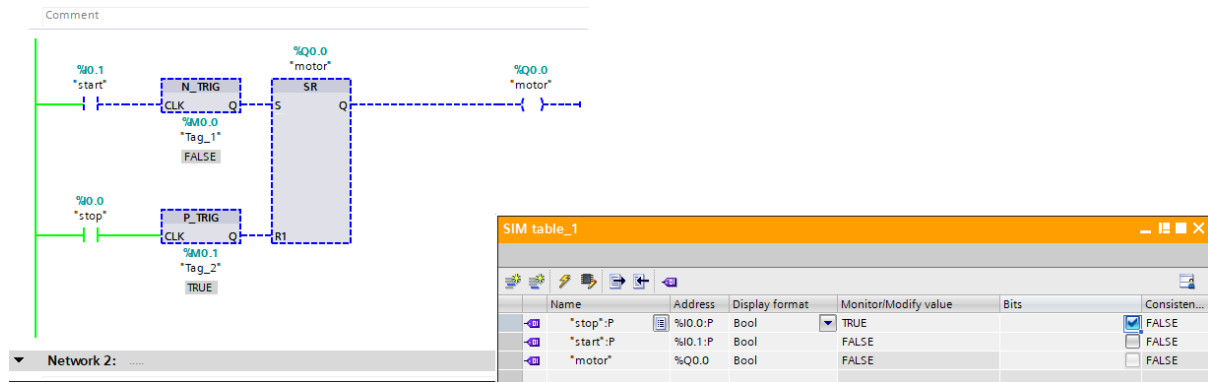 Comment
%I0.1
"start"
N_TRIG
CLK Q
%M0.0
"Tag_1"
FALSE
%Q0.0
"motor"
SR
S Q
R1
%Q0.0
"motor"
%I0.0
"stop"
P_TRIG
CLK Q
%M0.1
"Tag_2"
TRUE
Network 2: .....
SIM table_1
Name Address Display format Monitor/Modify value Bits Consisten...
"stop":P %I0.0:P Bool TRUE FALSE
"start":P %I0.1:P Bool FALSE FALSE
"motor" %Q0.0 Bool FALSE FALSE